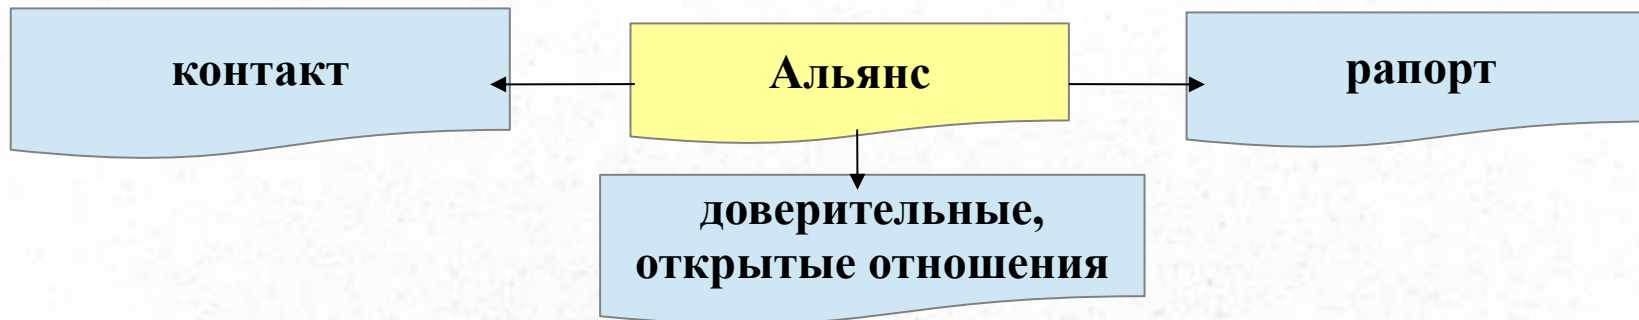 контакт
Альянс
рапорт
доверительные,
открытые отношения